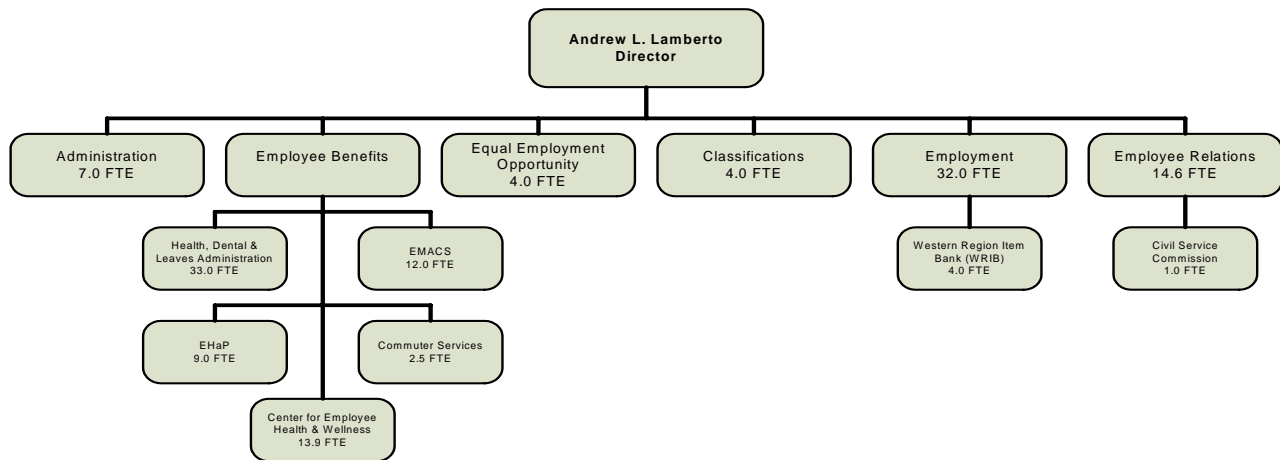 Andrew L. Lamberto
Director
Administration
7.0 FTE
Employee Benefits
Equal Employment
Opportunity
4.0 FTE
Classifications
4.0 FTE
Employment
32.0 FTE
Employee Relations
14.6 FTE
Health, Dental &
Leaves Administration
33.0 FTE
EMACS
12.0 FTE
Western Region Item
Bank (WRIB)
4.0 FTE
Civil Service
Commission
1.0 FTE
EHaP
9.0 FTE
Commuter Services
2.5 FTE
Center for Employee
Health & Wellness
13.9 FTE